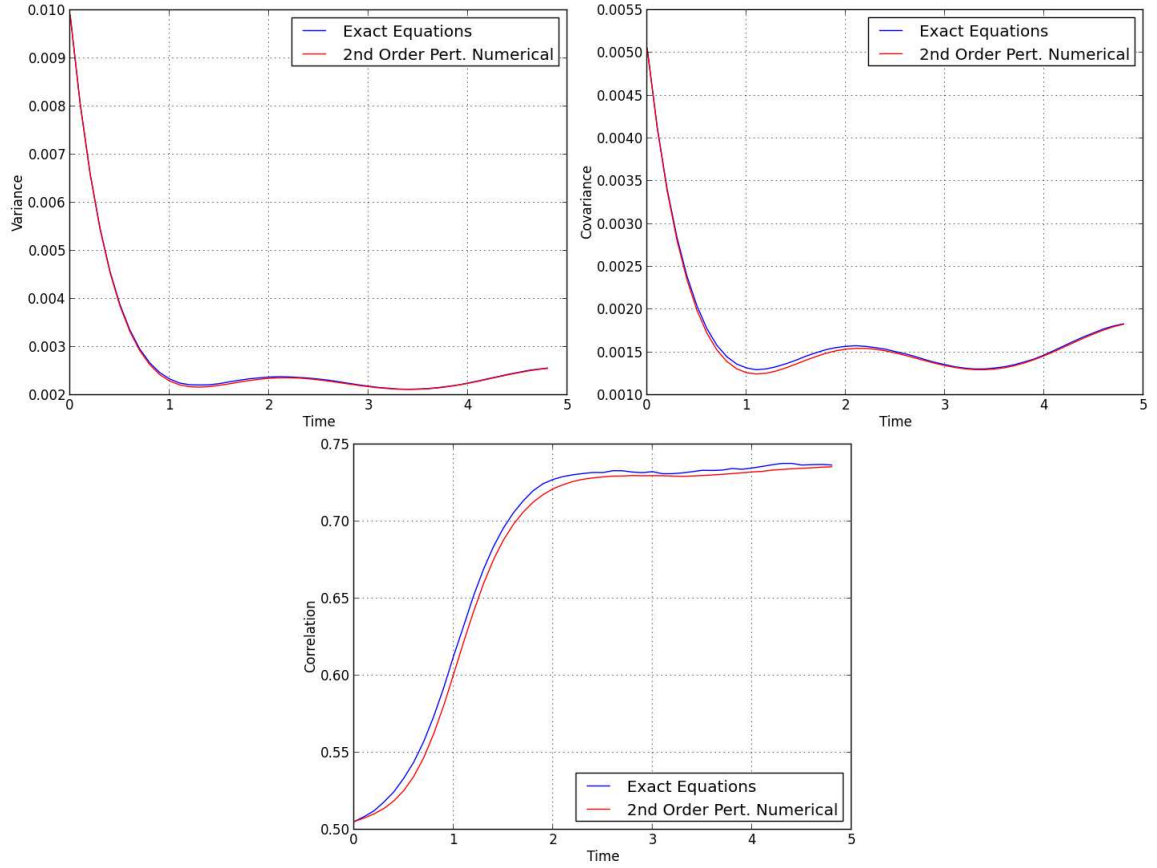 0.010
0.009
0.008
0.007
0.006
0.005
0.004
0.003
0.002
Variance
0 1 2 3 4 5
Time
Exact Equations
2nd Order Pert. Numerical
0.0055
0.0050
0.0045
0.0040
0.0035
0.0030
0.0025
0.0020
0.0015
0.0010
Covariance
0 1 2 3 4 5
Time
Exact Equations
2nd Order Pert. Numerical
0.75
0.70
0.65
0.60
0.55
0.50
Correlation
0 1 2 3 4 5
Time
Exact Equations
2nd Order Pert. Numerical